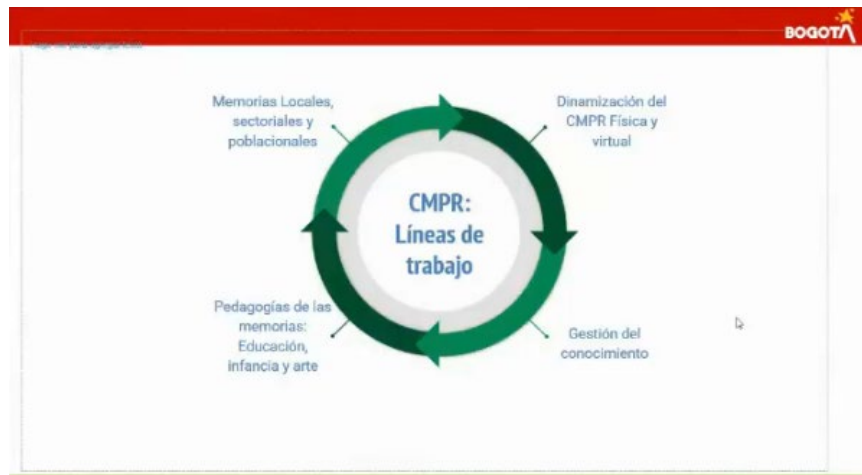 BOGOTÁ
Memorias Locales,
sectoriales y
poblacionales
Dinamización del
CMPR Física y
virtual
CMPR:
Líneas de
trabajo
Pedagogías de las
memorias:
Educación,
infancia y arte
Gestión del
conocimiento